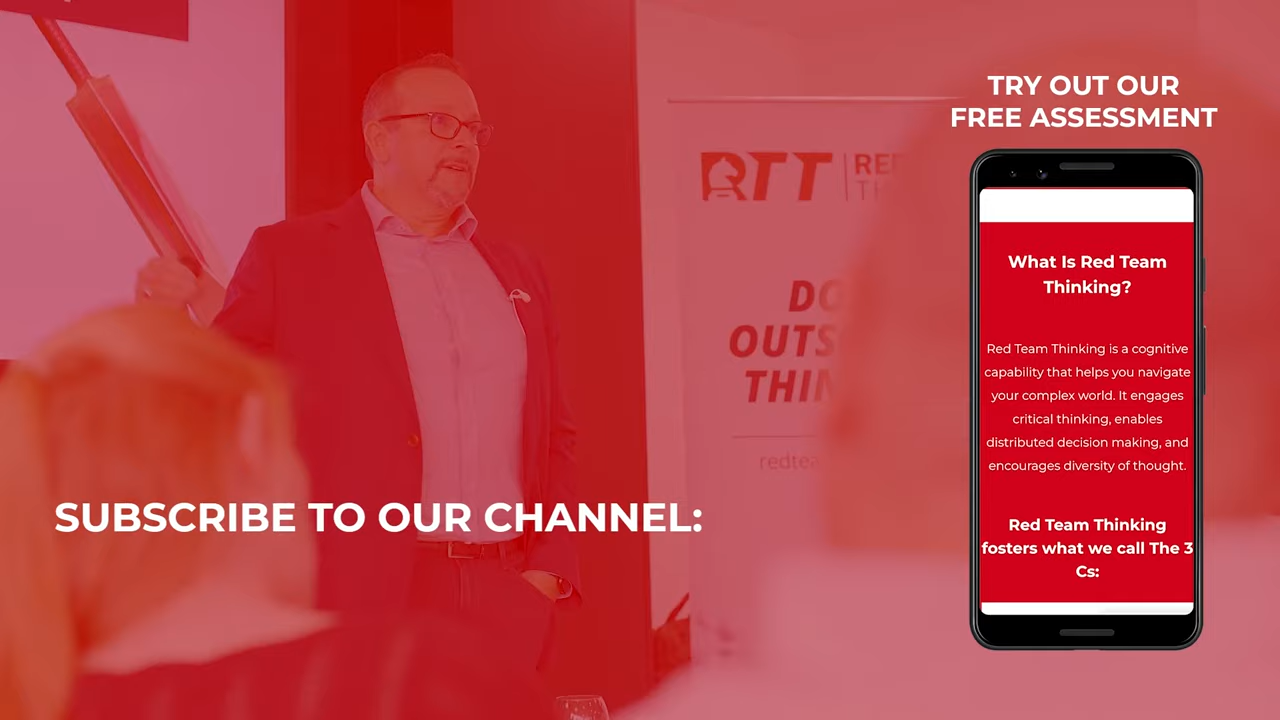 TRY OUT OUR
FREE ASSESSMENT
RTT
What Is Red Team
Thinking?
Red Team Thinking is a cognitive
capability that helps you navigate
your complex world. It engages
critical thinking, enables
distributed decision making, and
encourages diversity of thought.
Red Team Thinking
fosters what we call The 3
Cs:
SUBSCRIBE TO OUR CHANNEL: